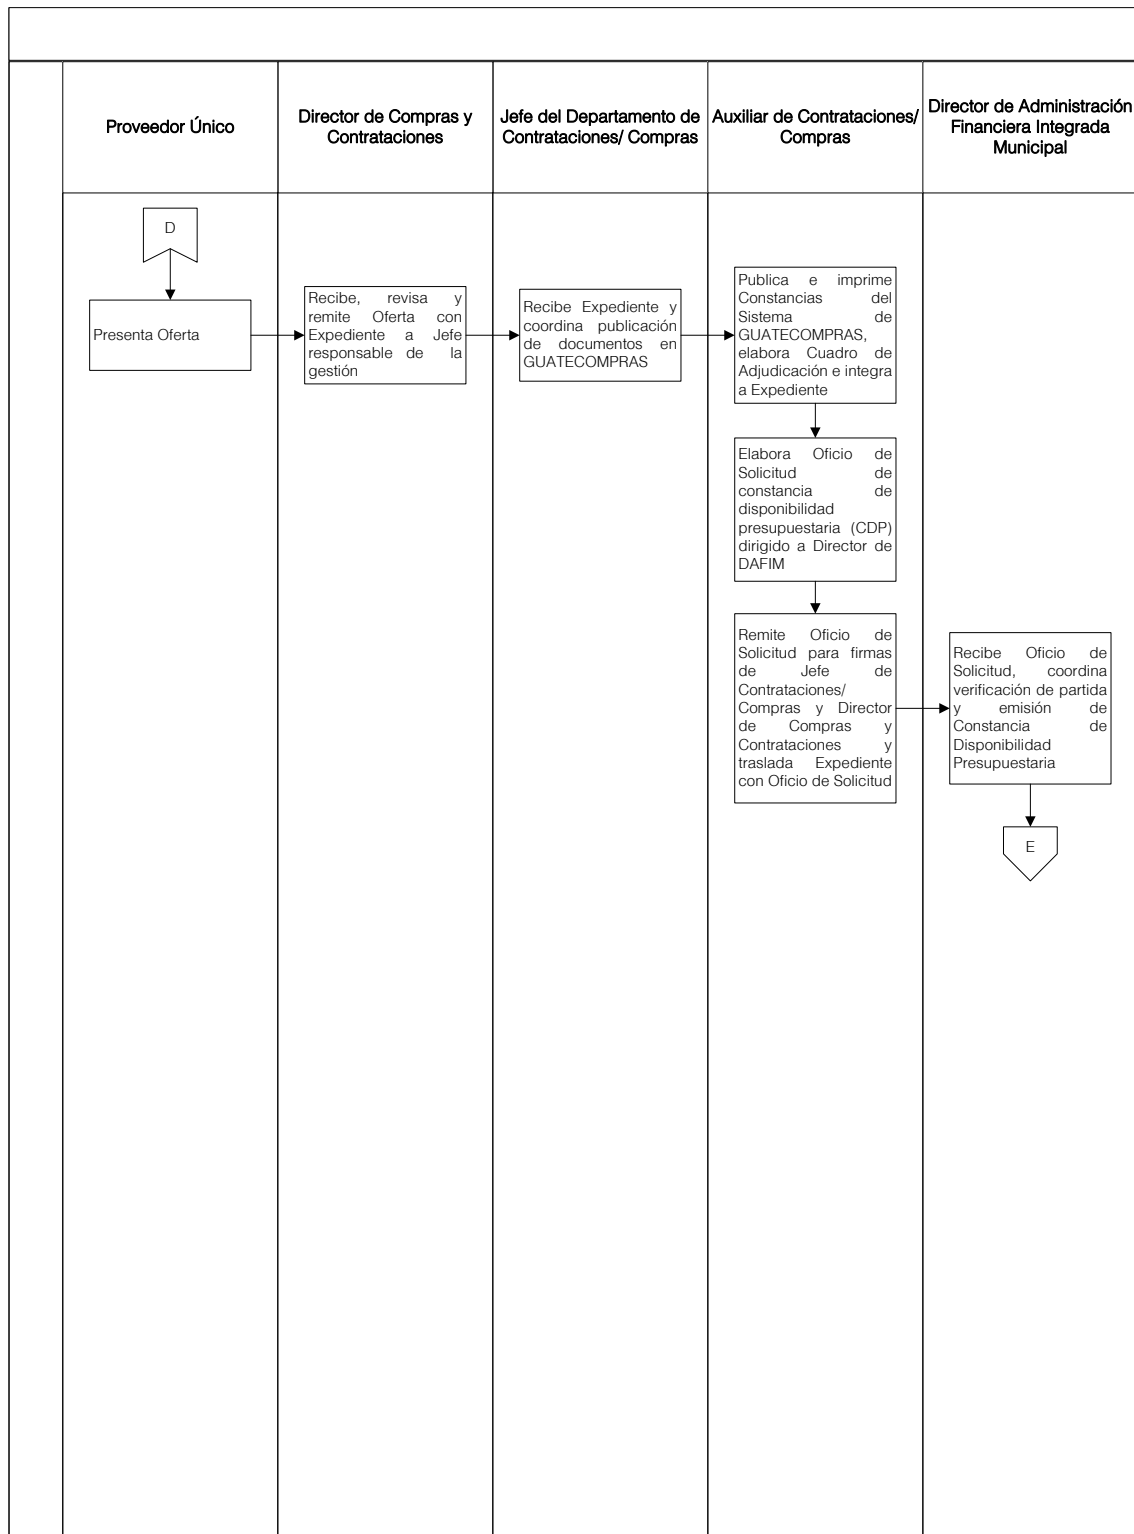 Proveedor Único
Director de Compras y
Contrataciones
Jefe del Departamento de
Contrataciones/ Compras
Auxiliar de Contrataciones/
Compras
Director de Administración
Financiera Integrada
Municipal
D
Presenta Oferta
Recibe, revisa y
remite Oferta con
Expediente a Jefe
responsable de la
gestión
Recibe Expediente y
coordina publicación
de documentos en
GUATECOMPRAS
Publica e imprime
Constancias del
Sistema de
GUATECOMPRAS,
elabora Cuadro de
Adjudicación e integra
a Expediente
Elabora Oficio de
Solicitud de
constancia de
disponibilidad
presupuestaria (CDP)
dirigido a Director de
DAFIM
Remite Oficio de
Solicitud para firmas
de Jefe de
Contrataciones/
Compras y Director
de Compras y
Contrataciones y
traslada Expediente
con Oficio de Solicitud
Recibe Oficio de
Solicitud, coordina
verificación de partida
y emisión de
Constancia de
Disponibilidad
Presupuestaria
E